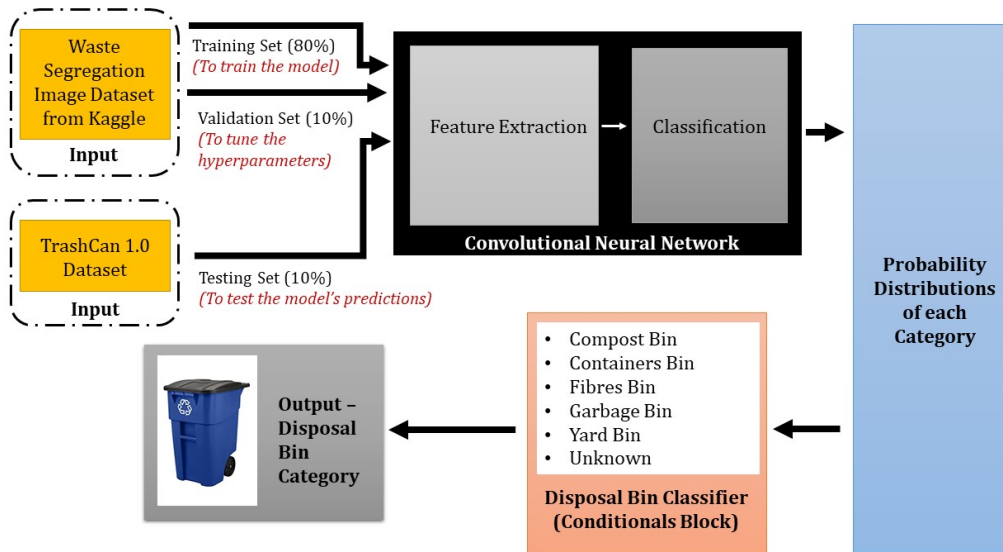 Waste
Segregation
Image Dataset
from Kaggle
Input
TrashCan 1.0
Dataset
Input
Training Set (80%)
(To train the model)
Validation Set (10%)
(To tune the
hyperparameters)
Testing Set (10%)
(To test the model's predictions)
Feature Extraction
Classification
Convolutional Neural Network
Probability
Distributions
of each
Category
• Compost Bin
• Containers Bin
• Fibres Bin
• Garbage Bin
• Yard Bin
• Unknown
Disposal Bin Classifier
(Conditionals Block)
Output –
Disposal
Bin
Category